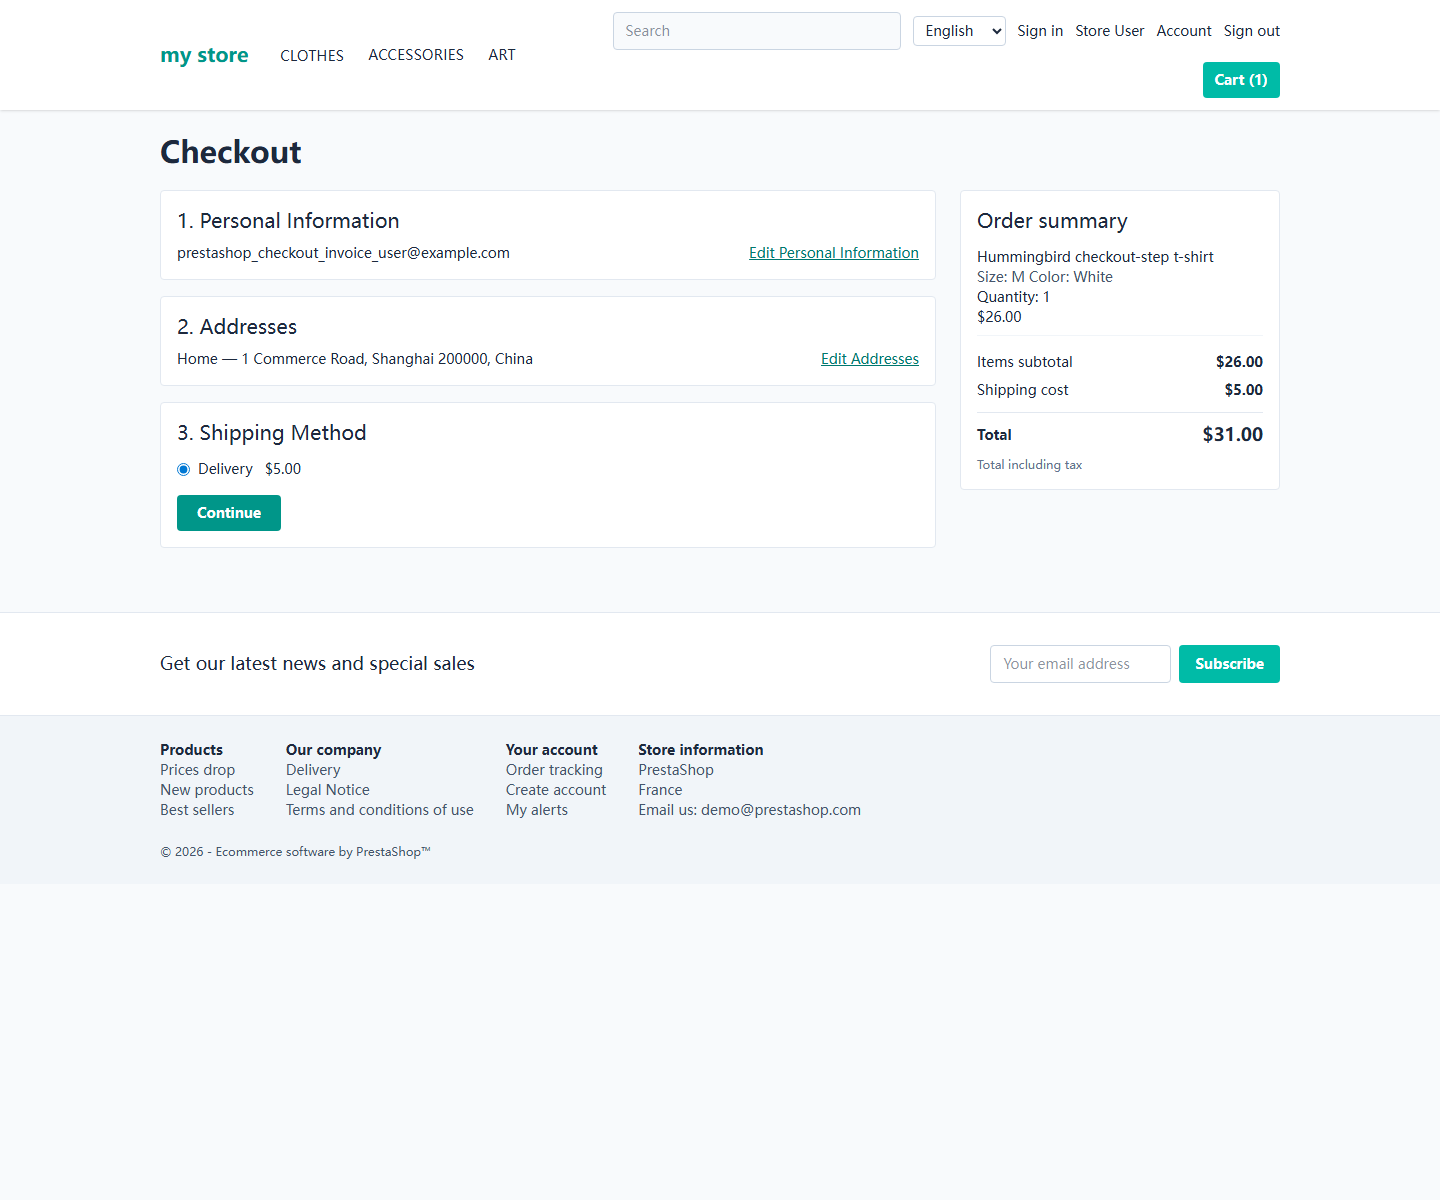 my store
CLOTHES
ACCESSORIES
ART
Search
English
Sign in
Store User
Account
Sign out
Cart (1)
Checkout
1. Personal Information
prestashop_checkout_invoice_user@example.com
Edit Personal Information
2. Addresses
Home — 1 Commerce Road, Shanghai 200000, China
Edit Addresses
3. Shipping Method
Delivery $5.00
Continue
Order summary
Hummingbird checkout-step t-shirt
Size: M Color: White
Quantity: 1
$26.00
Items subtotal $26.00
Shipping cost $5.00
Total $31.00
Total including tax
Get our latest news and special sales
Your email address
Subscribe
Products
Prices drop
New products
Best sellers
Our company
Delivery
Legal Notice
Terms and conditions of use
Your account
Order tracking
Create account
My alerts
Store information
PrestaShop
France
Email us: demo@prestashop.com
© 2026 - Ecommerce software by PrestaShop™